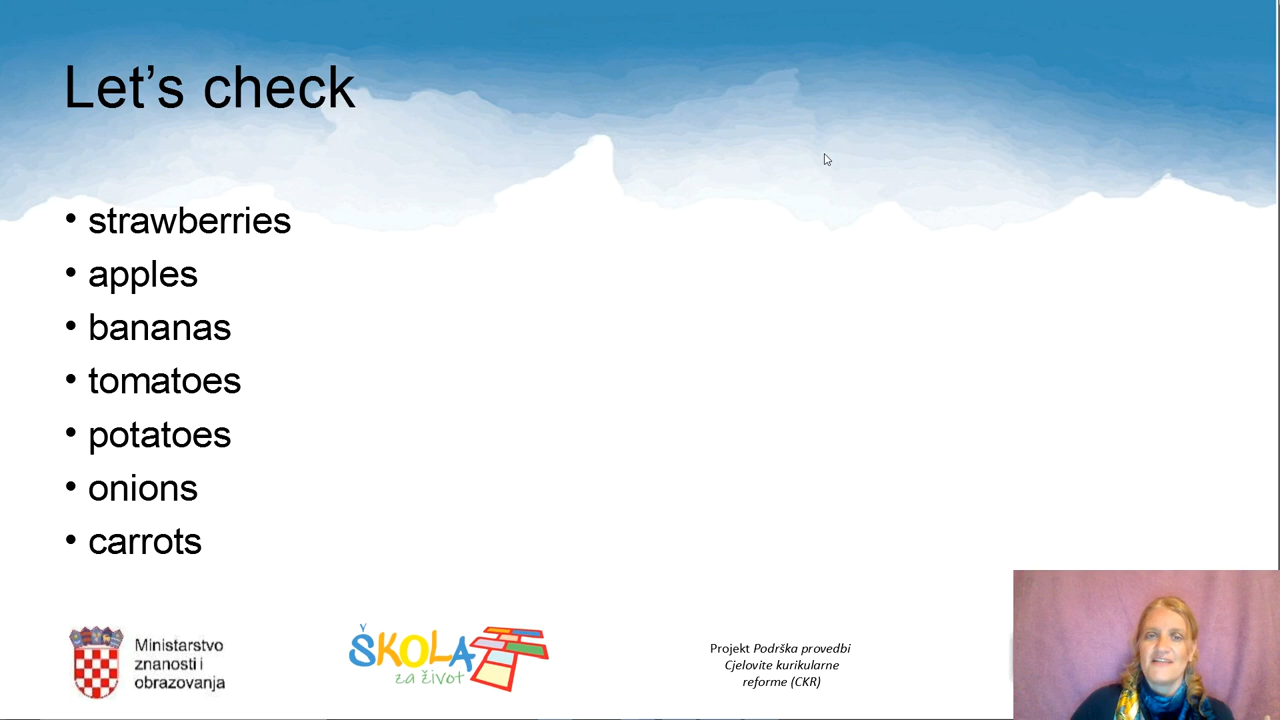 Let’s check
• strawberries
• apples
• bananas
• tomatoes
• potatoes
• onions
• carrots
Ministarstvo
znanosti i
obrazovanja
ŠKOLA
za život
Projekt Podrška provedbi
Cjelovite kurikularne
reforme (CKR)